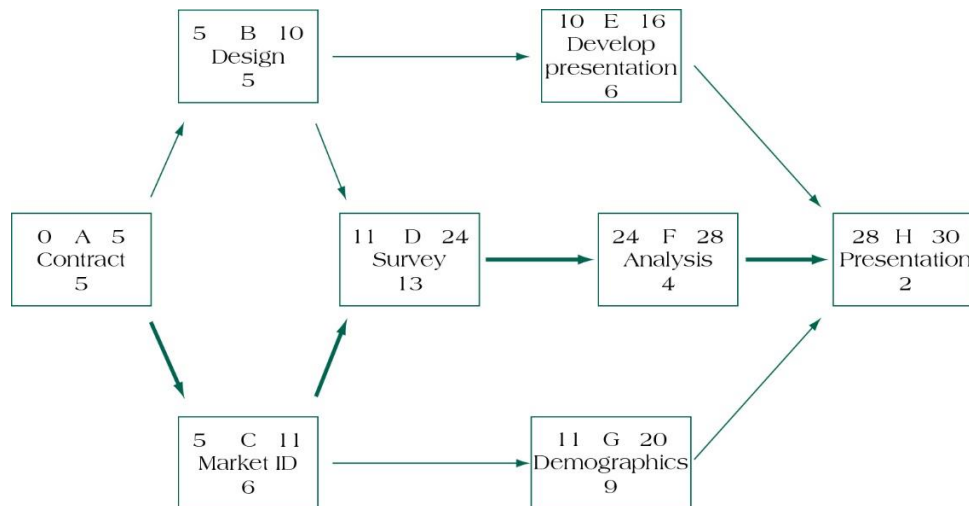 5 B 10
Design
5
10 E 16
Develop
presentation
6
0 A 5
Contract
5
11 D 24
Survey
13
24 F 28
Analysis
4
28 H 30
Presentation
2
5 C 11
Market ID
6
11 G 20
Demographics
9